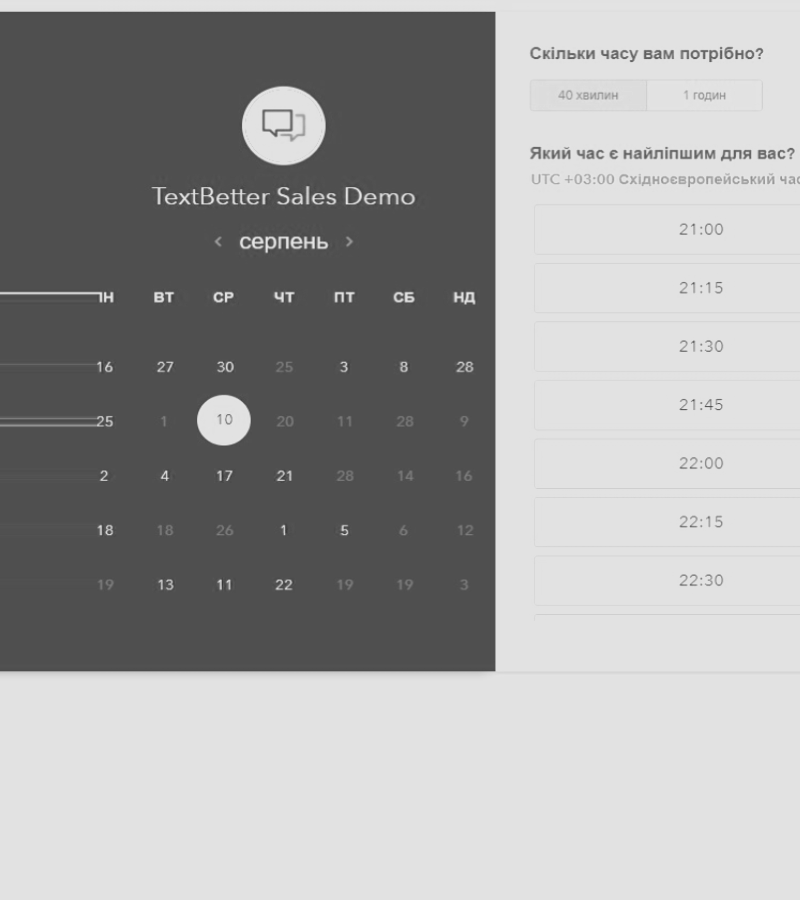 TextBetter Sales Demo
< серпень >
ВТ СР ЧТ ПТ СБ НД
16 27 30 25 3 8 28
25 1 10 20 11 28 9
2 4 17 21 28 14 16
18 18 26 1 5 6 12
19 13 11 22 19 19 3
Скільки часу вам потрібно?
40 хвилин 1 годин
Який час є найліпшим для вас?
UTC +03:00 Східноєвропейський
21:00
21:15
21:30
21:45
22:00
22:15
22:30